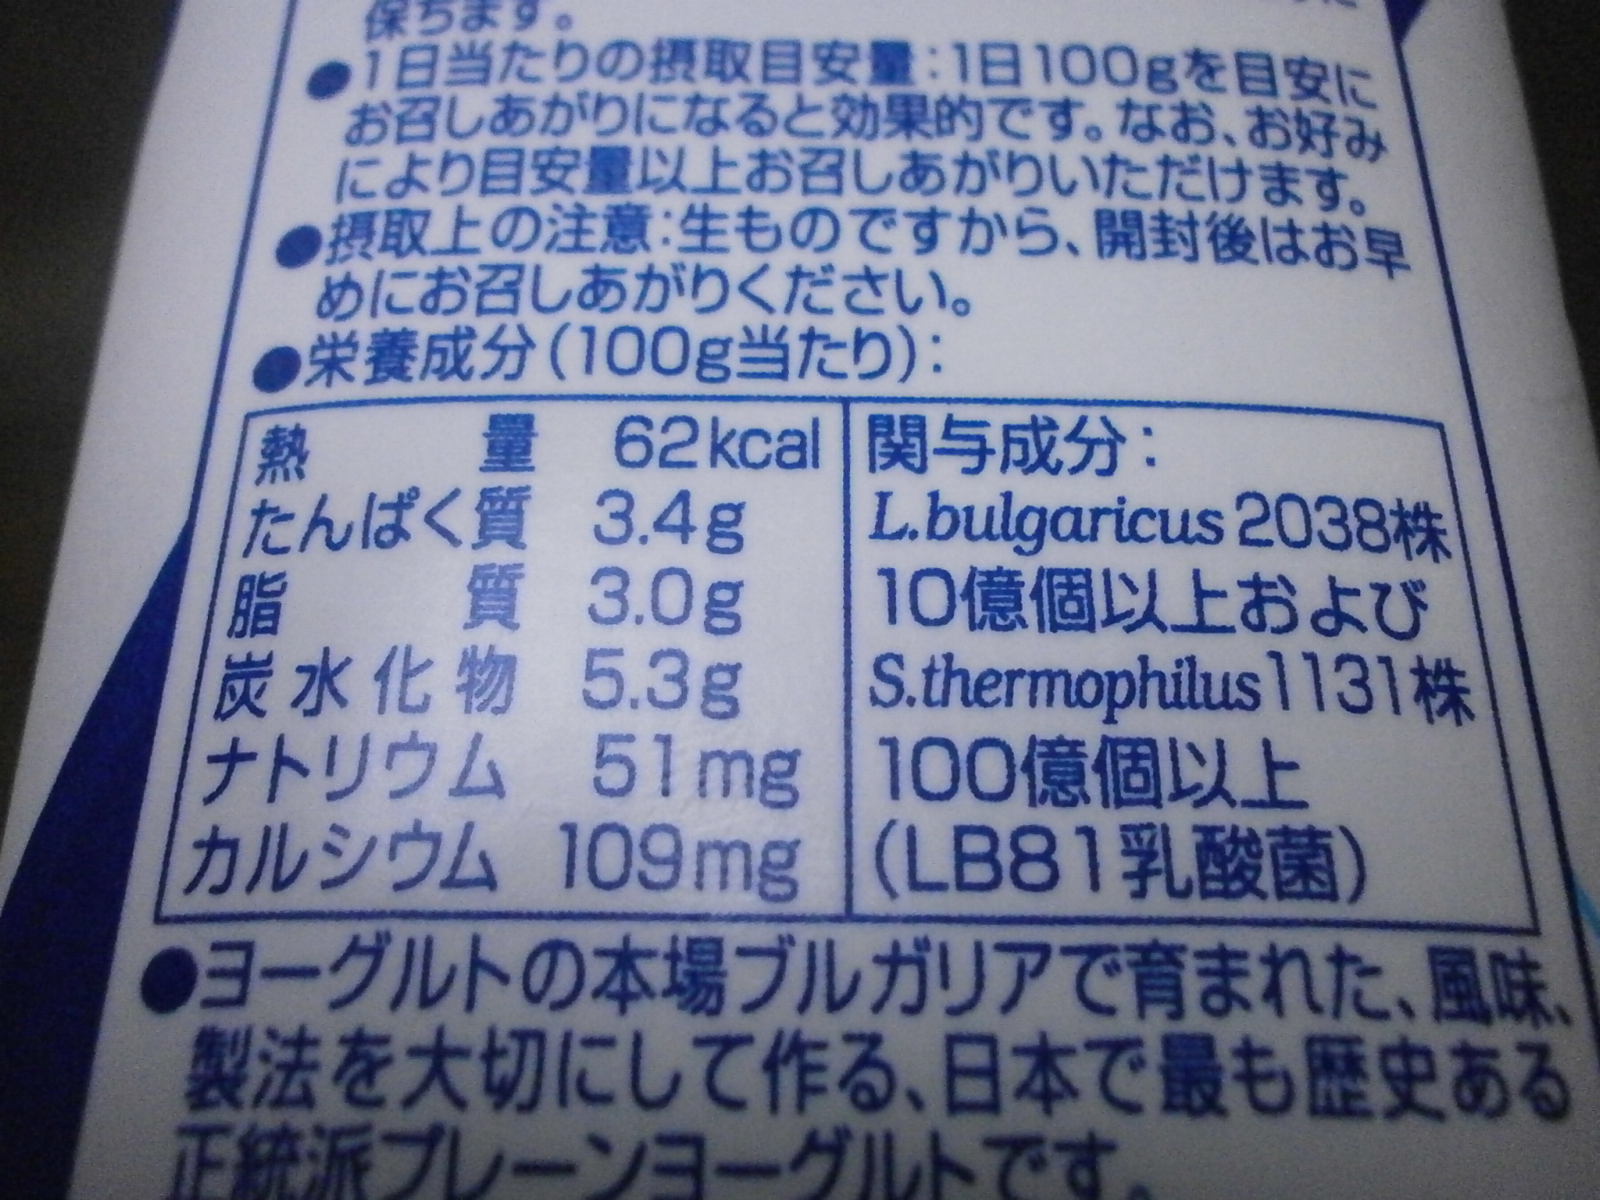 保ちます。
●1日当たりの摂取目安量：1日100gを目安に
お召しあがりになると効果的です。なお、お好み
により目安量以上お召しあがりいただけます。
●摂取上の注意：生ものですから、開封後はお早
めにお召しあがりください。
●栄養成分(100g当たり)：
熱量 62kcal
たんぱく質 3.4g
脂質 3.0g
炭水化物 5.3g
ナトリウム 51mg
カルシウム 109mg
関与成分：
L.bulgaricus 2038株
10億個以上および
S.thermophilus1131株
100億個以上
(LB81乳酸菌)
●ヨーグルトの本場ブルガリアで育まれた、風味、
製法を大切にして作る、日本で最も歴史ある
正統派プレーンヨーグルトです。